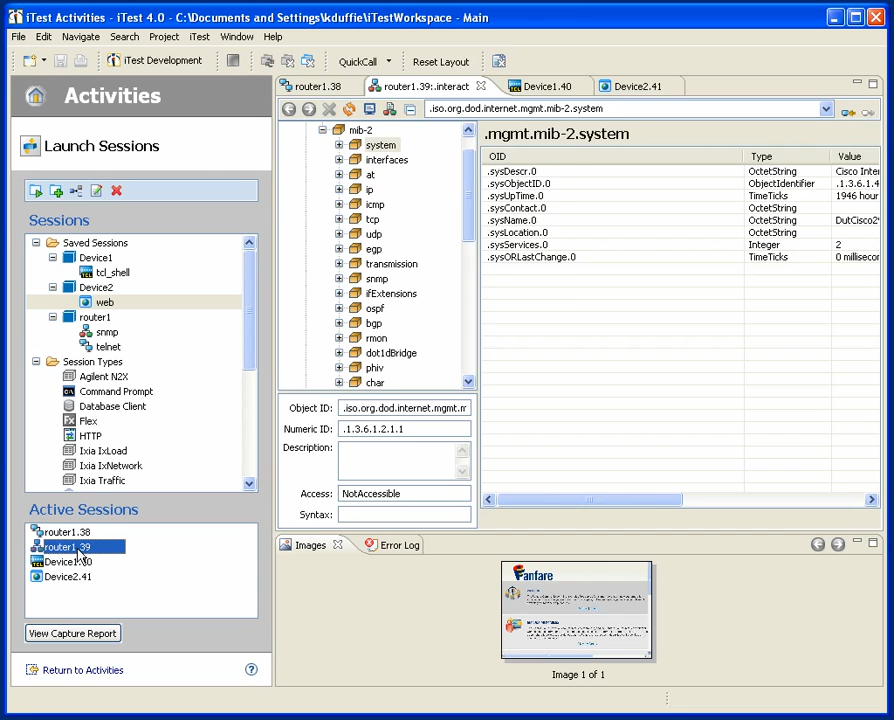 iTest Activities - iTest 4.0 - C:\Documents and Settings\kduffie\iTestWorkspace - Main
File Edit Navigate Search Project iTest Window Help
iTest Development QuickCall Reset Layout
Activities
Launch Sessions
Sessions
Saved Sessions
Device1
tcl_shell
Device2
web
router1
snmp
telnet
Session Types
Agilent N2X
Command Prompt
Database Client
Flex
HTTP
Ixia IxLoad
Ixia IxNetwork
Ixia Traffic
Active Sessions
router1.38
router1.39
Device1.40
Device2.41
View Capture Report
Return to Activities
router1.38 router1.39:.interact Device1.40 Device2.41
.iso.org.dod.internet.mgmt.mib-2.system
mib-2
system
interfaces
at
ip
icmp
tcp
udp
egp
transmission
snmp
ifExtensions
ospf
bgp
rmon
dot1dBridge
phiv
char
Object ID: .iso.org.dod.internet.mgmt.m
Numeric ID: .1.3.6.1.2.1.1
Description:
Access: NotAccessible
Syntax:
.mgmt.mib-2.system
OID Type Value
.sysDescr.0 OctetString Cisco Inter
.sysObjectID.0 ObjectIdentifier .1.3.6.1.4
.sysUpTime.0 TimeTicks 1946 hour
.sysContact.0 OctetString
.sysName.0 OctetString DutCisco2
.sysLocation.0 OctetString
.sysServices.0 Integer 2
.sysORLastChange.0 TimeTicks 0 millisecor
Images Error Log
Fanfare
Image 1 of 1